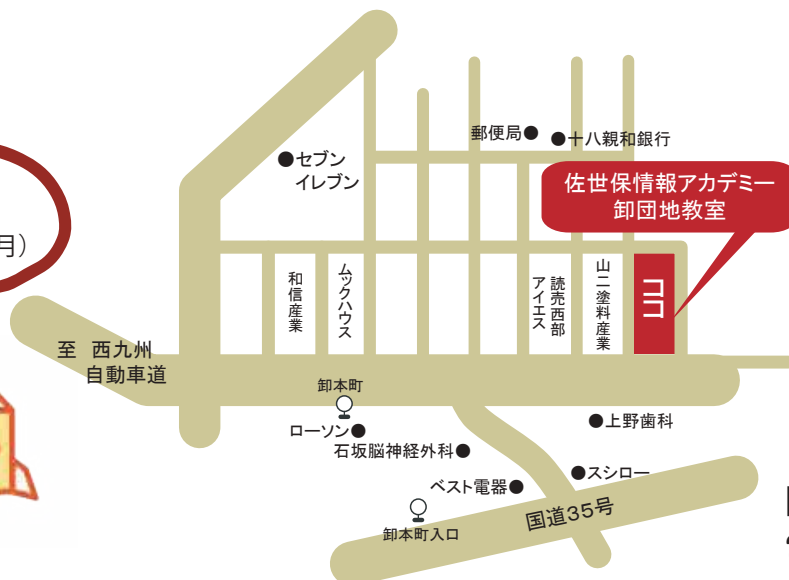 月）
郵便局
十八親和銀行
セブン
イレブン
佐世保情報アカデミー
卸団地教室
和信産業
ムックハウス
読売西部
アイエス
山二塗料産業
ココ
至 西九州
自動車道
卸本町
ローソン
石坂脳神経外科
上野歯科
スシロー
ベスト電器
国道35号
卸本町入口